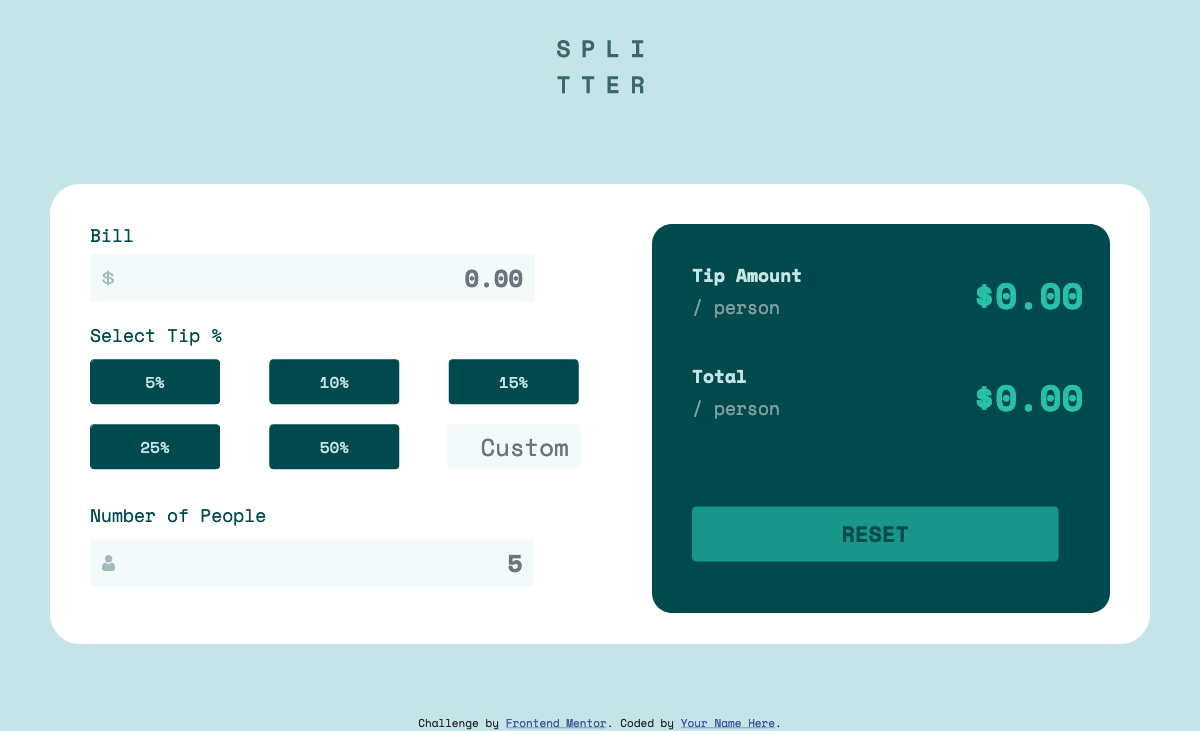 SPLI
TTER
Bill
$
0.00
Select Tip %
5%
10%
15%
25%
50%
Custom
Number of People
5
Tip Amount
/ person
$0.00
Total
/ person
$0.00
RESET
Challenge by Frontend Mentor. Coded by Your Name Here.